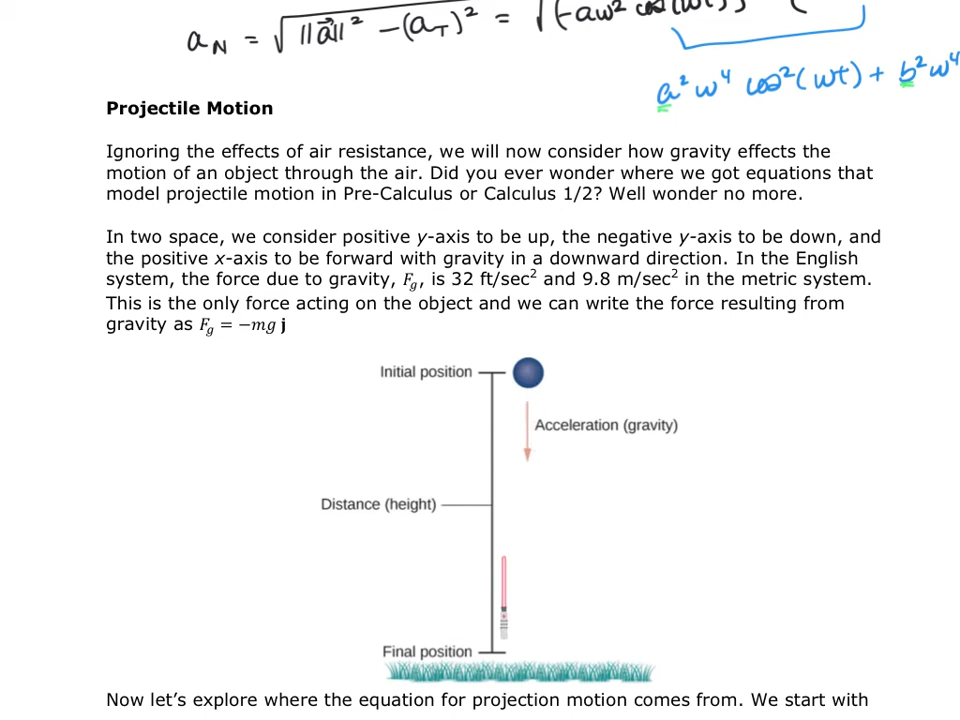 a_N = √‖a⃗‖² −(a_T)² = √(-aω² cos(ωt))
a²ω⁴ cos²(ωt) + b²ω⁴
Projectile Motion
Ignoring the effects of air resistance, we will now consider how gravity effects the
motion of an object through the air. Did you ever wonder where we got equations that
model projectile motion in Pre-Calculus or Calculus 1/2? Well wonder no more.
In two space, we consider positive y-axis to be up, the negative y-axis to be down, and
the positive x-axis to be forward with gravity in a downward direction. In the English
system, the force due to gravity, F_g, is 32 ft/sec² and 9.8 m/sec² in the metric system.
This is the only force acting on the object and we can write the force resulting from
gravity as F_g = −mg j
Initial position
Acceleration (gravity)
Distance (height)
Final position
Now let's explore where the equation for projection motion comes from. We start with